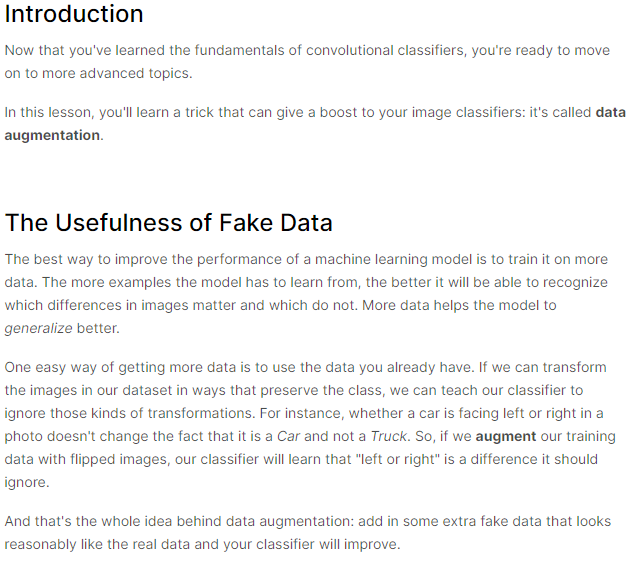 Introduction
Now that you've learned the fundamentals of convolutional classifiers, you're ready to move
on to more advanced topics.
In this lesson, you'll learn a trick that can give a boost to your image classifiers: it's called data
augmentation.
The Usefulness of Fake Data
The best way to improve the performance of a machine learning model is to train it on more
data. The more examples the model has to learn from, the better it will be able to recognize
which differences in images matter and which do not. More data helps the model to
generalize better.
One easy way of getting more data is to use the data you already have. If we can transform
the images in our dataset in ways that preserve the class, we can teach our classifier to
ignore those kinds of transformations. For instance, whether a car is facing left or right in a
photo doesn't change the fact that it is a Car and not a Truck. So, if we augment our training
data with flipped images, our classifier will learn that "left or right" is a difference it should
ignore.
And that's the whole idea behind data augmentation: add in some extra fake data that looks
reasonably like the real data and your classifier will improve.